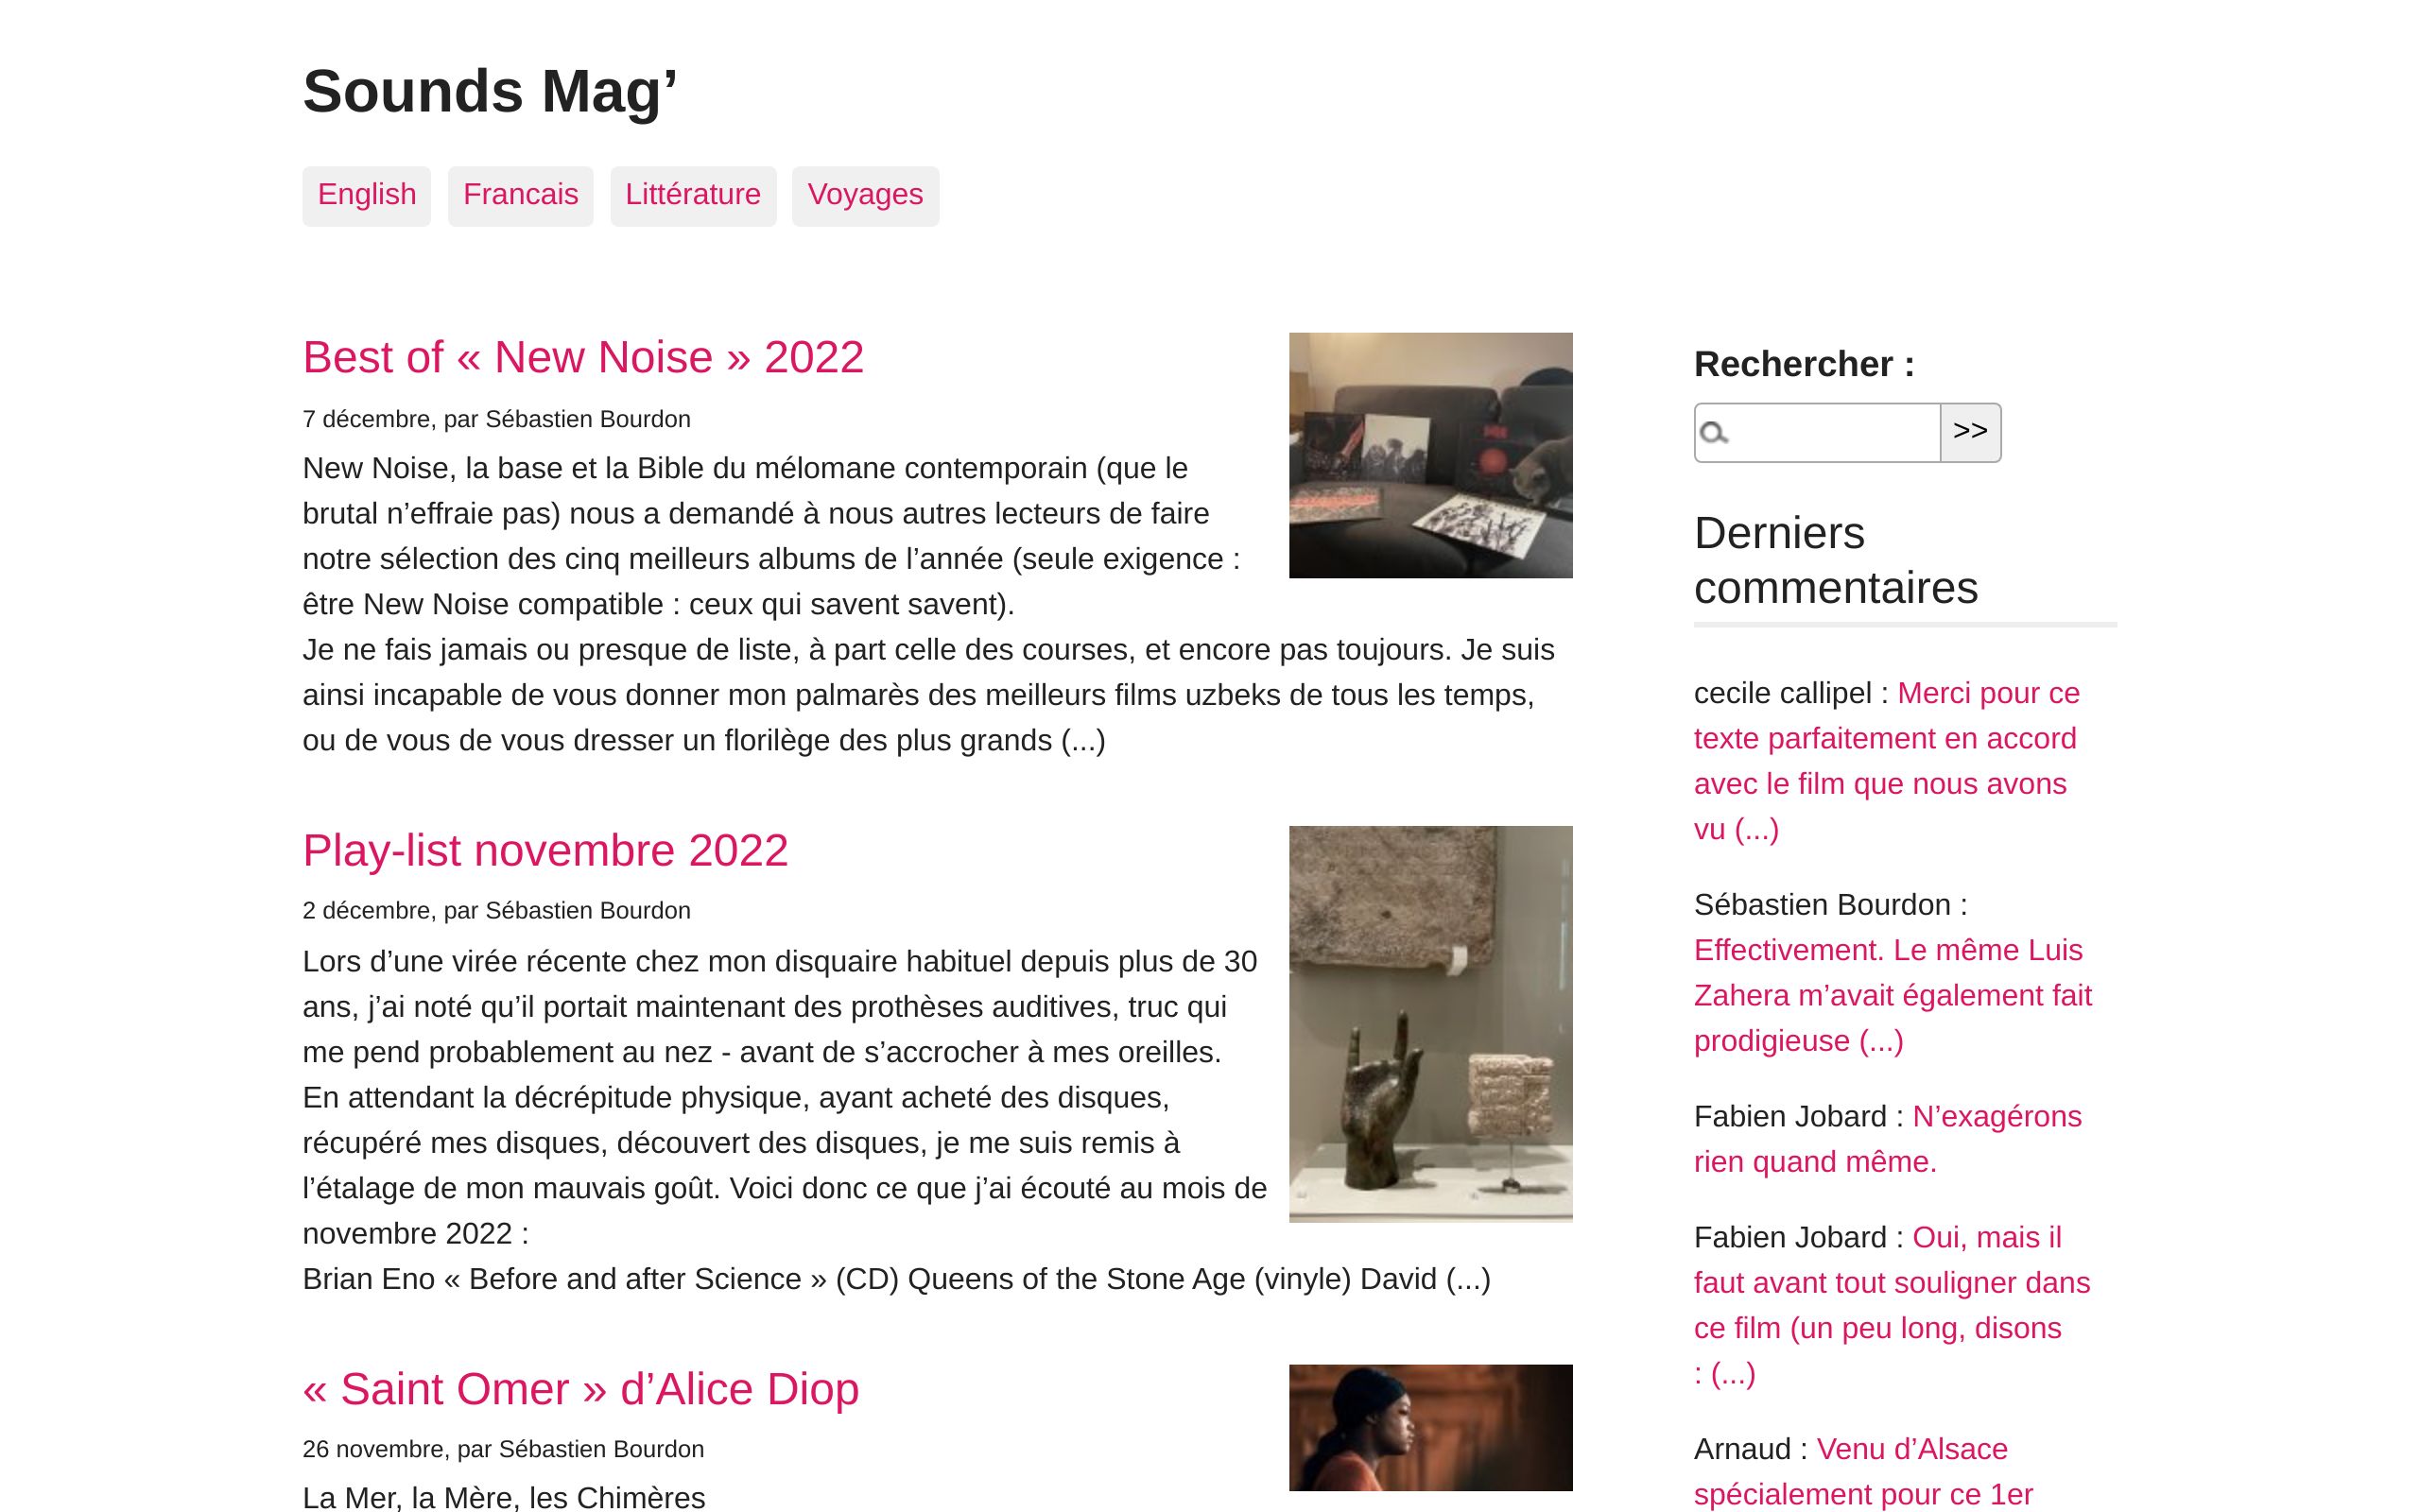 Sounds Mag’
English Francais Littérature Voyages
Best of « New Noise » 2022
7 décembre, par Sébastien Bourdon
New Noise, la base et la Bible du mélomane contemporain (que le
brutal n’effraie pas) nous a demandé à nous autres lecteurs de faire
notre sélection des cinq meilleurs albums de l’année (seule exigence :
être New Noise compatible : ceux qui savent savent).
Je ne fais jamais ou presque de liste, à part celle des courses, et encore pas toujours. Je suis
ainsi incapable de vous donner mon palmarès des meilleurs films uzbeks de tous les temps,
ou de vous de vous dresser un florilège des plus grands (...)
Play-list novembre 2022
2 décembre, par Sébastien Bourdon
Lors d’une virée récente chez mon disquaire habituel depuis plus de 30
ans, j’ai noté qu’il portait maintenant des prothèses auditives, truc qui
me pend probablement au nez - avant de s’accrocher à mes oreilles.
En attendant la décrépitude physique, ayant acheté des disques,
récupéré mes disques, découvert des disques, je me suis remis à
l’étalage de mon mauvais goût. Voici donc ce que j’ai écouté au mois de
novembre 2022 :
Brian Eno « Before and after Science » (CD) Queens of the Stone Age (vinyle) David (...)
« Saint Omer » d’Alice Diop
26 novembre, par Sébastien Bourdon
La Mer, la Mère, les Chimères
Rechercher :
>>
Derniers
commentaires
cecile callipel : Merci pour ce
texte parfaitement en accord
avec le film que nous avons
vu (...)
Sébastien Bourdon :
Effectivement. Le même Luis
Zahera m’avait également fait
prodigieuse (...)
Fabien Jobard : N’exagérons
rien quand même.
Fabien Jobard : Oui, mais il
faut avant tout souligner dans
ce film (un peu long, disons
: (...)
Arnaud : Venu d’Alsace
spécialement pour ce 1er